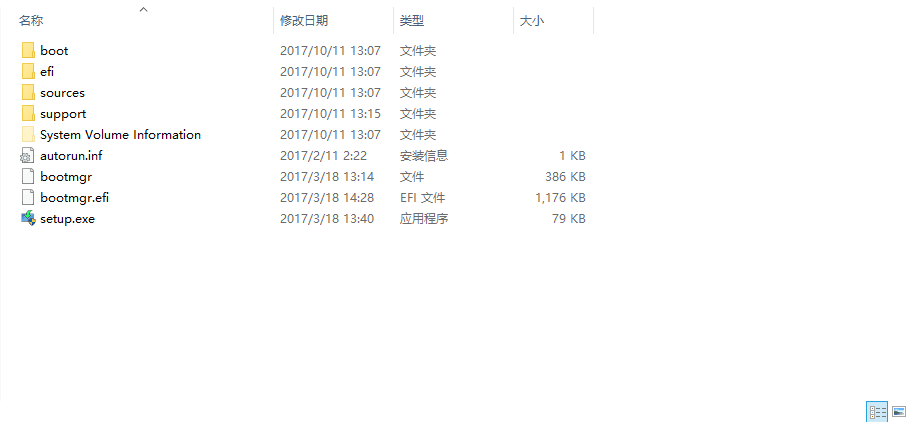 名称 修改日期 类型 大小
boot 2017/10/11 13:07 文件夹
efi 2017/10/11 13:07 文件夹
sources 2017/10/11 13:07 文件夹
support 2017/10/11 13:15 文件夹
System Volume Information 2017/10/11 13:07 文件夹
autorun.inf 2017/2/11 2:22 安装信息 1 KB
bootmgr 2017/3/18 13:14 文件 386 KB
bootmgr.efi 2017/3/18 14:28 EFI 文件 1,176 KB
setup.exe 2017/3/18 13:40 应用程序 79 KB